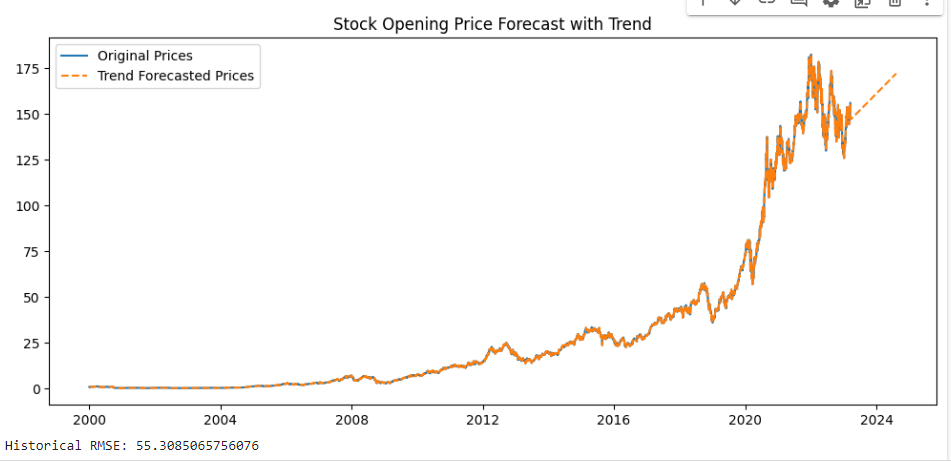 Stock Opening Price Forecast with Trend
Original Prices
Trend Forecasted Prices
175
150
125
100
75
50
25
0
2000 2004 2008 2012 2016 2020 2024
Historical RMSE: 55.3085065756076